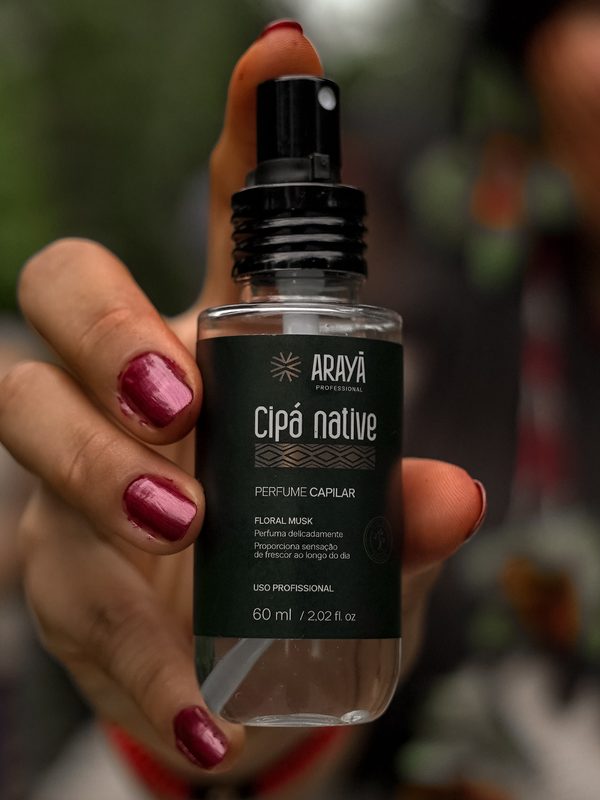 ARAYĀ
PROFESSIONAL
Cipá native
PERFUME CAPILAR
FLORAL MUSK
Perfuma delicadamente
Proporciona sensação
de frescor ao longo do dia
USO PROFISSIONAL
60 ml / 2.02 fl. oz